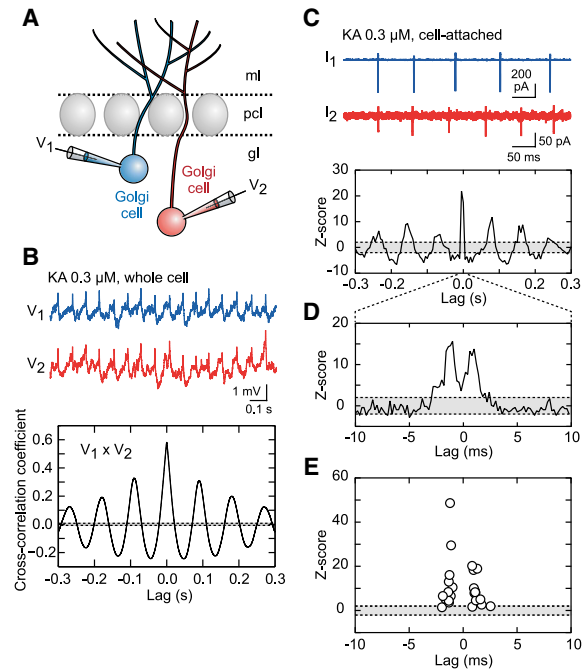 A
ml
pcl
gl
V1
V2
Golgi
cell
Golgi
cell
B
KA 0.3 µM, whole cell
V1
V2
1 mV
0.1 s
Cross-correlation coefficient
0.6
0.4
0.2
0.0
−0.2
V1 x V2
-0.3 -0.2 -0.1 0.0 0.1 0.2 0.3
Lag (s)
C
KA 0.3 µM, cell-attached
I1
200
pA
I2
50 pA
50 ms
Z-score
30
20
10
0
-10
-0.3 -0.2 -0.1 0.0 0.1 0.2 0.3
Lag (s)
D
Z-score
20
10
0
-10 -5 0 5 10
Lag (ms)
E
Z-score
60
40
20
0
-10 -5 0 5 10
Lag (ms)